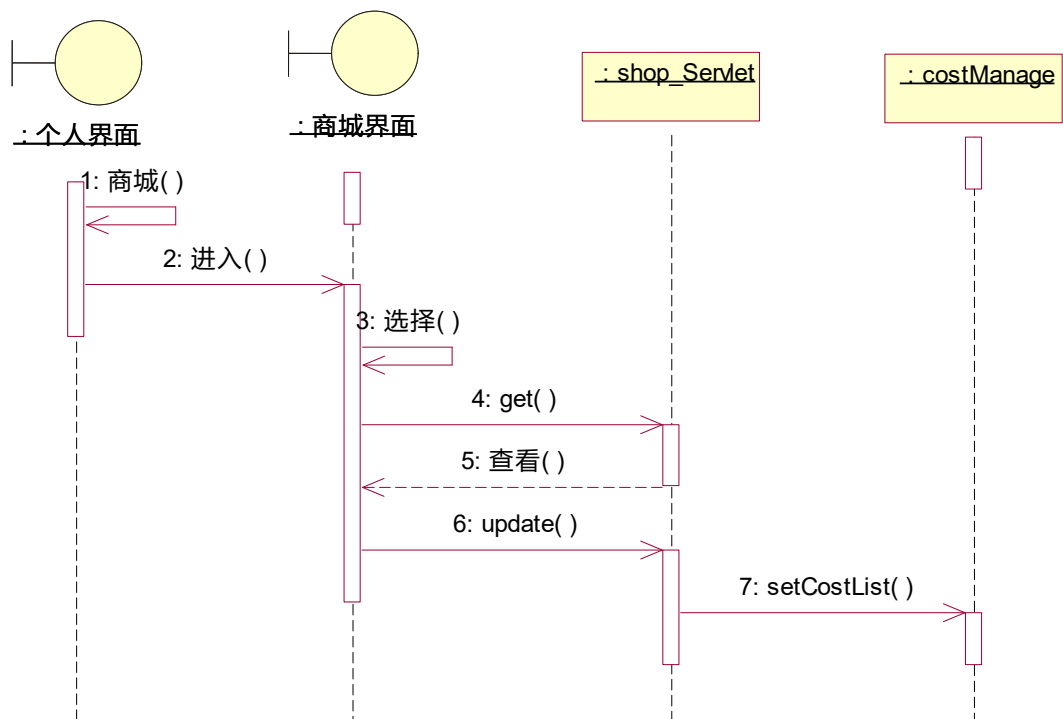 : 个人界面
: 商城界面
: shop_Servlet
: costManage
1: 商城( )
2: 进入( )
3: 选择( )
4: get( )
5: 查看( )
6: update( )
7: setCostList( )